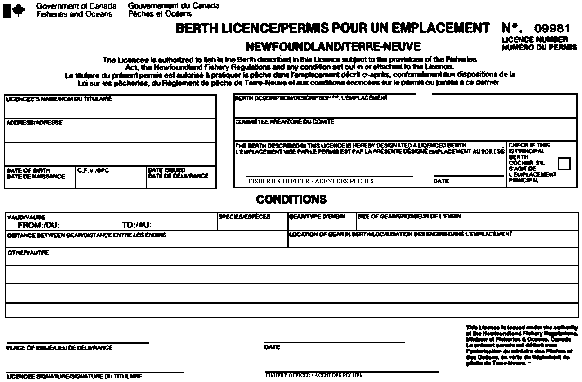 Government of Canada Gouvernement du Canada
Fisheries and Oceans Pêches et Océans
BERTH LICENCE/PERMIS POUR UN EMPLACEMENT Nº. 09981
LICENCE NUMBER
NUMÉRO DU PERMIS
NEWFOUNDLAND/TERRE-NEUVE
The Licencee is authorized to fish in the Berth described in this Licence subject to the provisions of the Fisheries
Act, the Newfoundland Fishery Regulations and any condition set out in or attached to the Licence.
Le titulaire du présent permis est autorisé à pratiquer la pêche dans l'emplacement décrit ci-après, conformément aux dispositions de la
Loi sur les pêcheries, du Règlement de pêche de Terre-Neuve et aux conditions énoncées sur le permis ou jointes à ce dernier
LICENCEE'S NAME/NOM DU TITULAIRE
BERTH DESCRIPTION/DESCRIPTION DE L'EMPLACEMENT
ADDRESS/ADRESSE
COMMITTEE AREA/ZONE DU COMITÉ
THE BERTH DESCRIBED IN THIS LICENCE IS HEREBY DESIGNATED A LICENCED BERTH
L'EMPLACEMENT VISÉ PAR LE PERMIS EST PAR LA PRÉSENTE DÉSIGNÉ EMPLACEMENT AUTORISÉ
CHECK IF THIS
IS PRINCIPAL
BERTH
COCHER S'IL
S'AGIT DE
L'EMPLACEMENT
PRINCIPAL
DATE OF BIRTH
DATE DE NAISSANCE
C.F.V./BPC
DATE ISSUED
DATE DE DÉLIVRANCE
FISHERIES OFFICER - AGENT DES PÊCHES DATE
CONDITIONS
VALID/VALIDE
FROM:/DU: TO:/AU:
SPECIES/ESPÈCES
GEAR TYPE D'ENGIN
SIZE OF GEAR/GROSSEUR DE L'ENGIN
DISTANCE BETWEEN GEAR/DISTANCE ENTRE LES ENGINS
LOCATION OF GEAR IN BERTH/LOCALISATION DES ENGINS DANS L'EMPLACEMENT
OTHER/AUTRE
This Licence is issued under the authority
of the Newfoundland Fishery Regulations,
Minister of Fisheries & Oceans, Canada
Le présent permis est délivré avec
l'autorisation du ministre des Pêches et
des Océans, en vertu du Règlement de
pêche de Terre-Neuve.
PLACE OF ISSUE/LIEU DE DÉLIVRANCE
DATE
LICENCEE SIGNATURE/SIGNATURE DU TITULAIRE
FISHERY OFFICER - AGENT DES PÊCHES